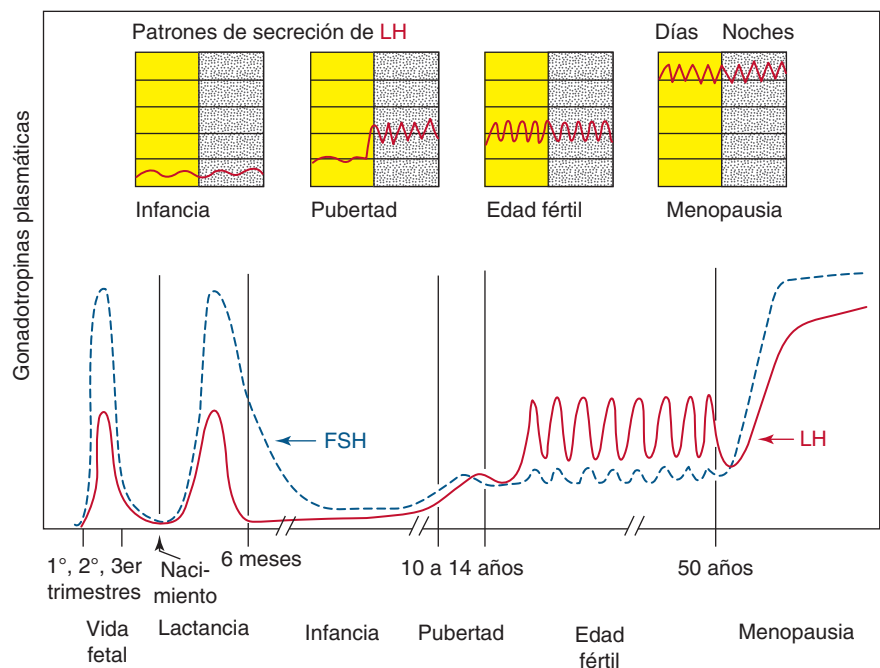 Patrones de secreción de LH
Días Noches
Infancia
Pubertad
Edad fértil
Menopausia
Gonadotropinas plasmáticas
FSH
LH
1°, 2°, 3er
trimestres
Naci-
miento
6 meses
10 a 14 años
50 años
Vida
fetal
Lactancia
Infancia
Pubertad
Edad
fértil
Menopausia